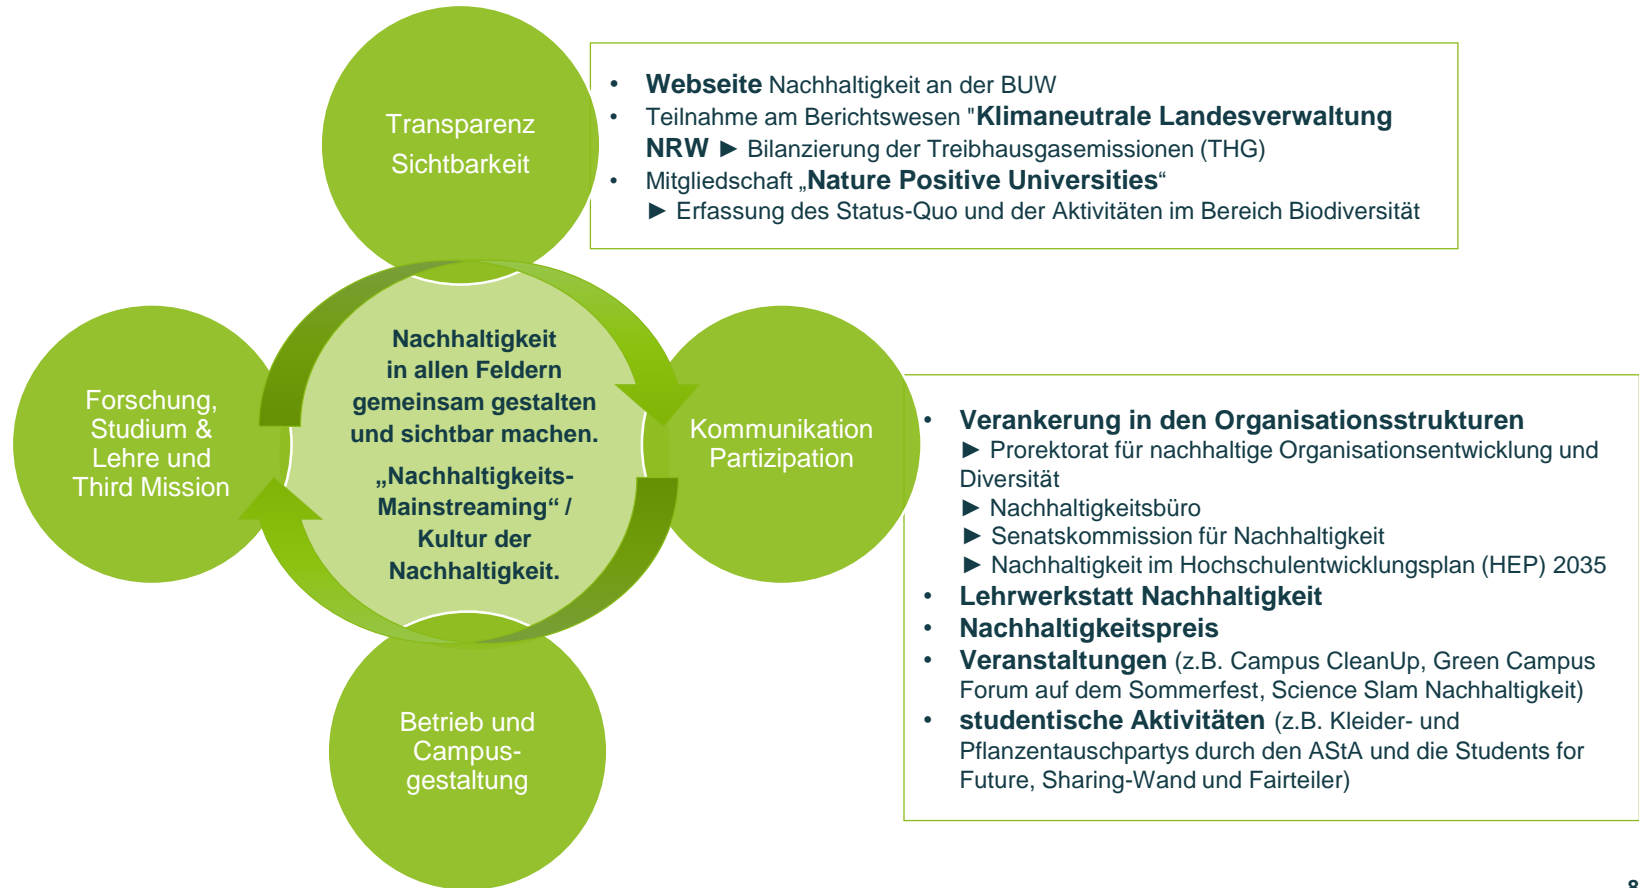 Transparenz
Sichtbarkeit
• Webseite Nachhaltigkeit an der BUW
• Teilnahme am Berichtswesen "Klimaneutrale Landesverwaltung
NRW ► Bilanzierung der Treibhausgasemissionen (THG)
• Mitgliedschaft „Nature Positive Universities“
► Erfassung des Status-Quo und der Aktivitäten im Bereich Biodiversität
Forschung,
Studium &
Lehre und
Third Mission
Nachhaltigkeit
in allen Feldern
gemeinsam gestalten
und sichtbar machen.
„Nachhaltigkeits-
Mainstreaming“ /
Kultur der
Nachhaltigkeit.
Kommunikation
Partizipation
• Verankerung in den Organisationsstrukturen
► Prorektorat für nachhaltige Organisationsentwicklung und
Diversität
► Nachhaltigkeitsbüro
► Senatskommission für Nachhaltigkeit
► Nachhaltigkeit im Hochschulentwicklungsplan (HEP) 2035
• Lehrwerkstatt Nachhaltigkeit
• Nachhaltigkeitspreis
• Veranstaltungen (z.B. Campus CleanUp, Green Campus
Forum auf dem Sommerfest, Science Slam Nachhaltigkeit)
• studentische Aktivitäten (z.B. Kleider- und
Pflanzentauschpartys durch den AStA und die Students for
Future, Sharing-Wand und Fairteiler)
Betrieb und
Campus-
gestaltung
8